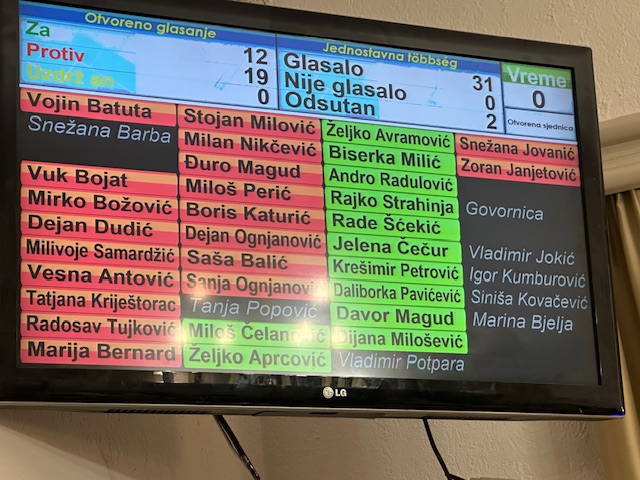 Otvoreno glasanje
Za 12
Protiv 19
Uzdrž an 0
Jednostavna többség
Glasalo 31
Nije glasalo 0
Odsutan 2
Vreme
0
Otvorena sjednica
Vojin Batuta
Snežana Barba
Vuk Bojat
Mirko Božović
Dejan Dudić
Milivoje Samardžić
Vesna Antović
Tatjana Kriještorac
Radosav Tujković
Marija Bernard
Stojan Milović
Milan Nikčević
Đuro Magud
Miloš Perić
Boris Katurić
Dejan Ognjanović
Saša Balić
Sanja Ognjanović
Tanja Popović
Miloš Čelanović
Željko Aprcović
Željko Avramović
Biserka Milić
Andro Radulović
Rajko Strahinja
Rade Šćekić
Jelena Čečur
Krešimir Petrović
Daliborka Pavićević
Davor Magud
Dijana Milošević
Vladimir Potpara
Snežana Jovanić
Zoran Janjetović
Govornica
Vladimir Jokić
Igor Kumburović
Siniša Kovačević
Marina Bjelja
LG